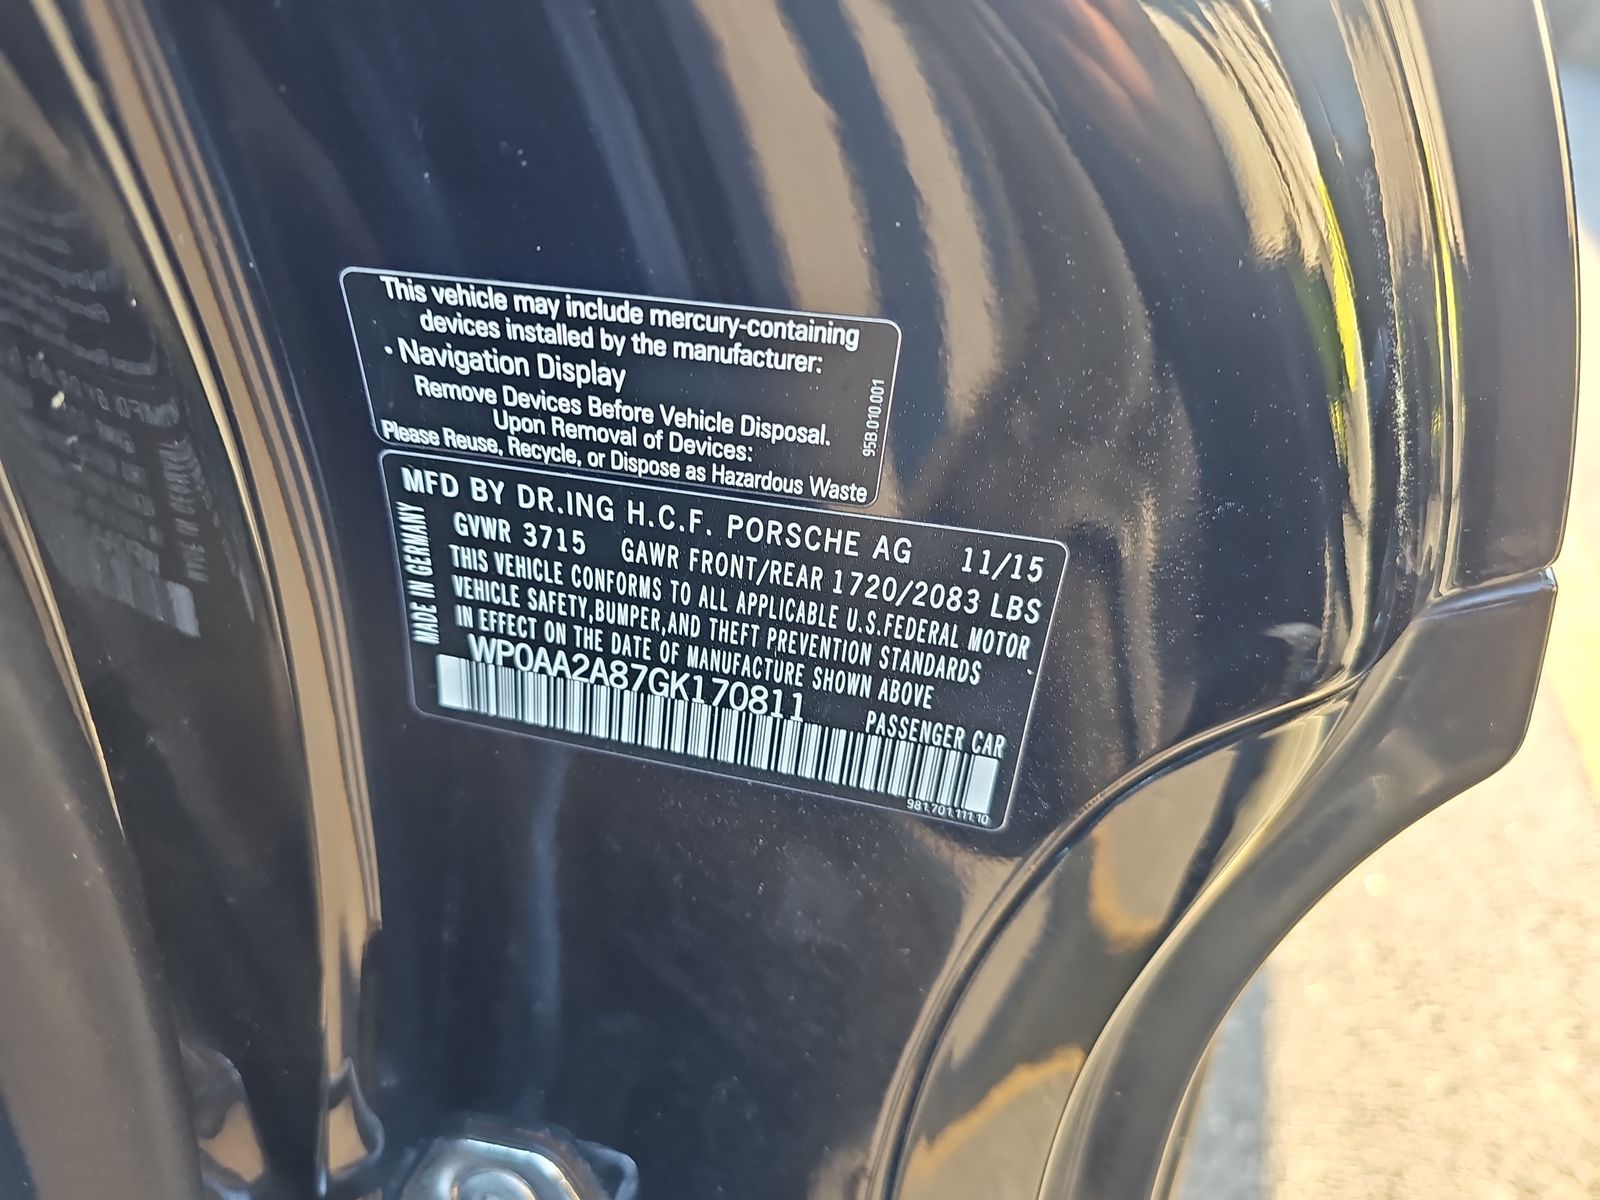 This vehicle may include mercury-containing
devices installed by the manufacturer:
• Navigation Display
Remove Devices Before Vehicle Disposal.
Upon Removal of Devices:
Please Reuse, Recycle, or Dispose as Hazardous Waste
95B.010.001
MFD BY DR.ING H.C.F. PORSCHE AG 11/15
GVWR 3715 GAWR FRONT/REAR 1720/2083 LBS
THIS VEHICLE CONFORMS TO ALL APPLICABLE U.S.FEDERAL MOTOR
VEHICLE SAFETY,BUMPER,AND THEFT PREVENTION STANDARDS
IN EFFECT ON THE DATE OF MANUFACTURE SHOWN ABOVE
MADE IN GERMANY
WP0AA2A87GK170811
PASSENGER CAR
981.701.111.10